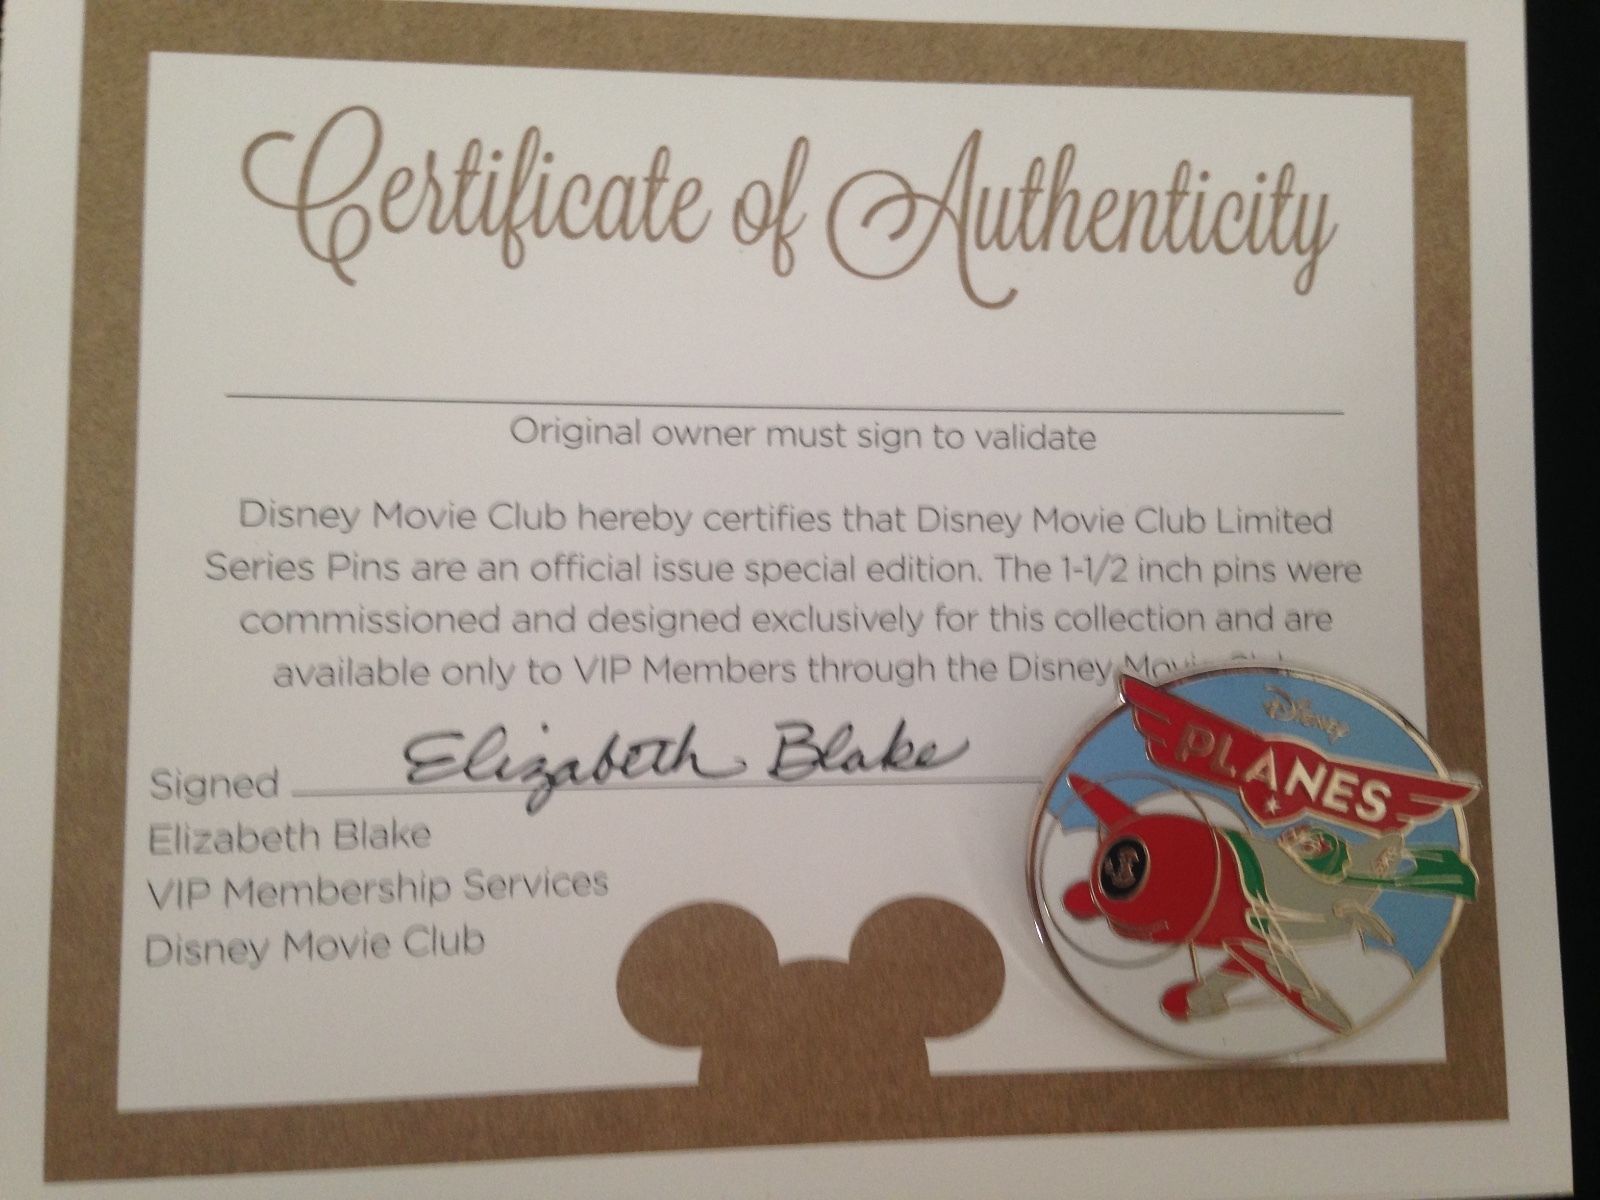 Certificate of Authenticity
Original owner must sign to validate
Disney Movie Club hereby certifies that Disney Movie Club Limited
Series Pins are an official issue special edition. The 1-1/2 inch pins were
commissioned and designed exclusively for this collection and are
available only to VIP Members through the Disney Movie Club
Signed Elizabeth Blake
Elizabeth Blake
VIP Membership Services
Disney Movie Club
Disney
PLANES